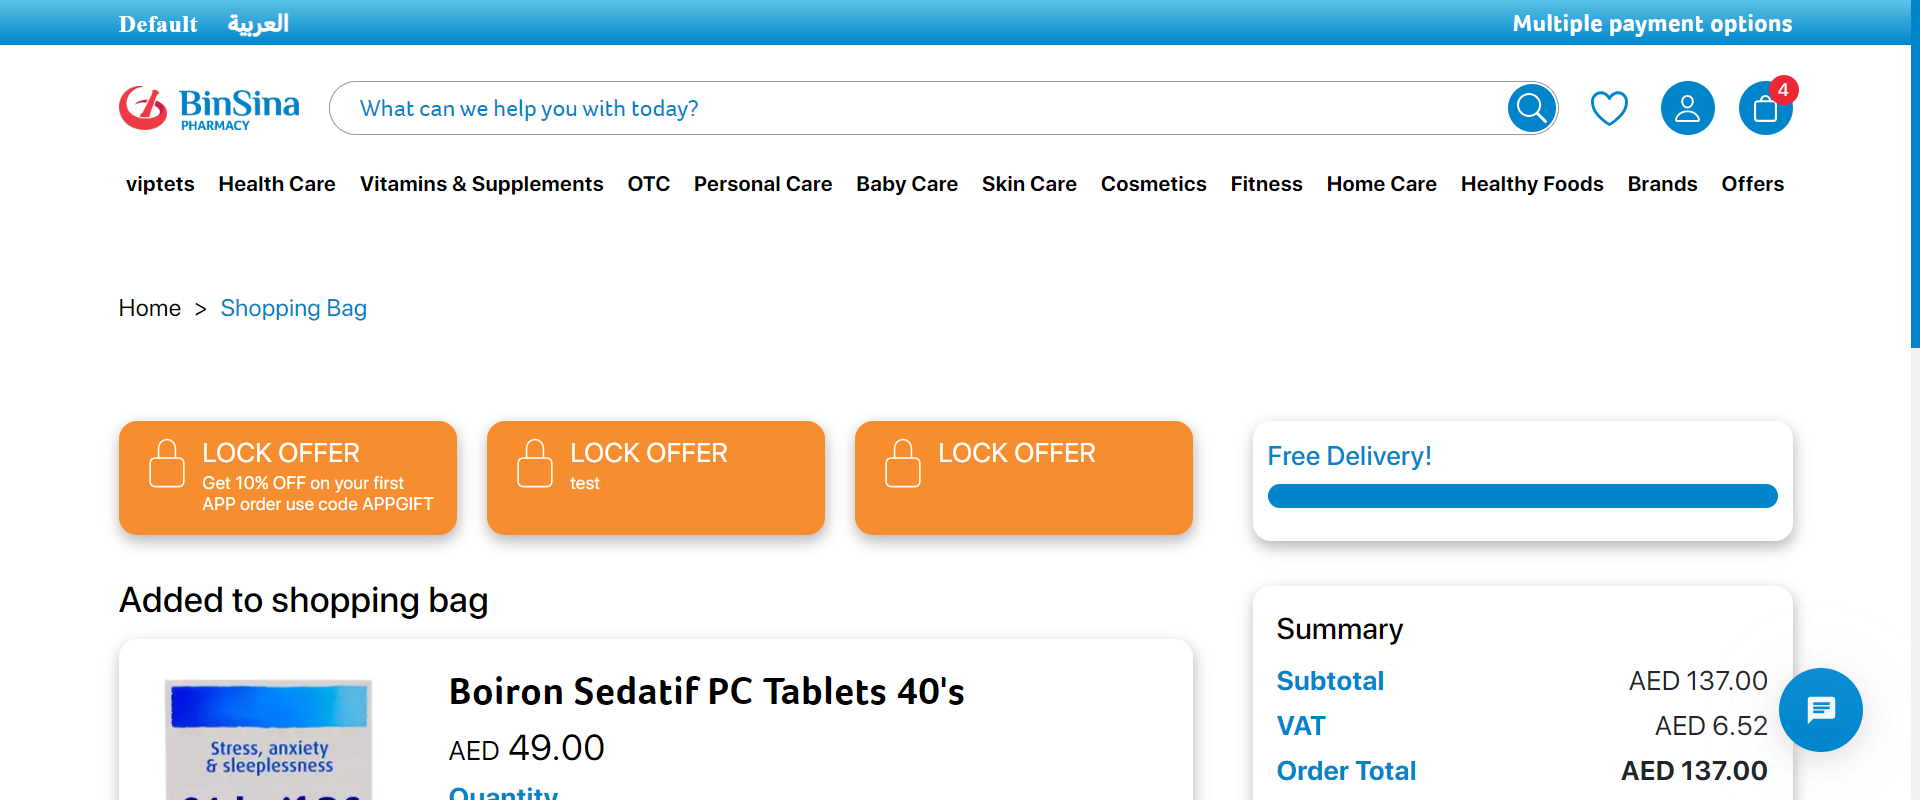 Default العربية Multiple payment options
BinSina
PHARMACY
What can we help you with today?
4
viptets Health Care Vitamins & Supplements OTC Personal Care Baby Care Skin Care Cosmetics Fitness Home Care Healthy Foods Brands Offers
Home > Shopping Bag
LOCK OFFER
Get 10% OFF on your first
APP order use code APPGIFT
LOCK OFFER
test
LOCK OFFER
Free Delivery!
Added to shopping bag
Boiron Sedatif PC Tablets 40's
AED 49.00
Quantity
Stress, anxiety
& sleeplessness
Summary
Subtotal AED 137.00
VAT AED 6.52
Order Total AED 137.00